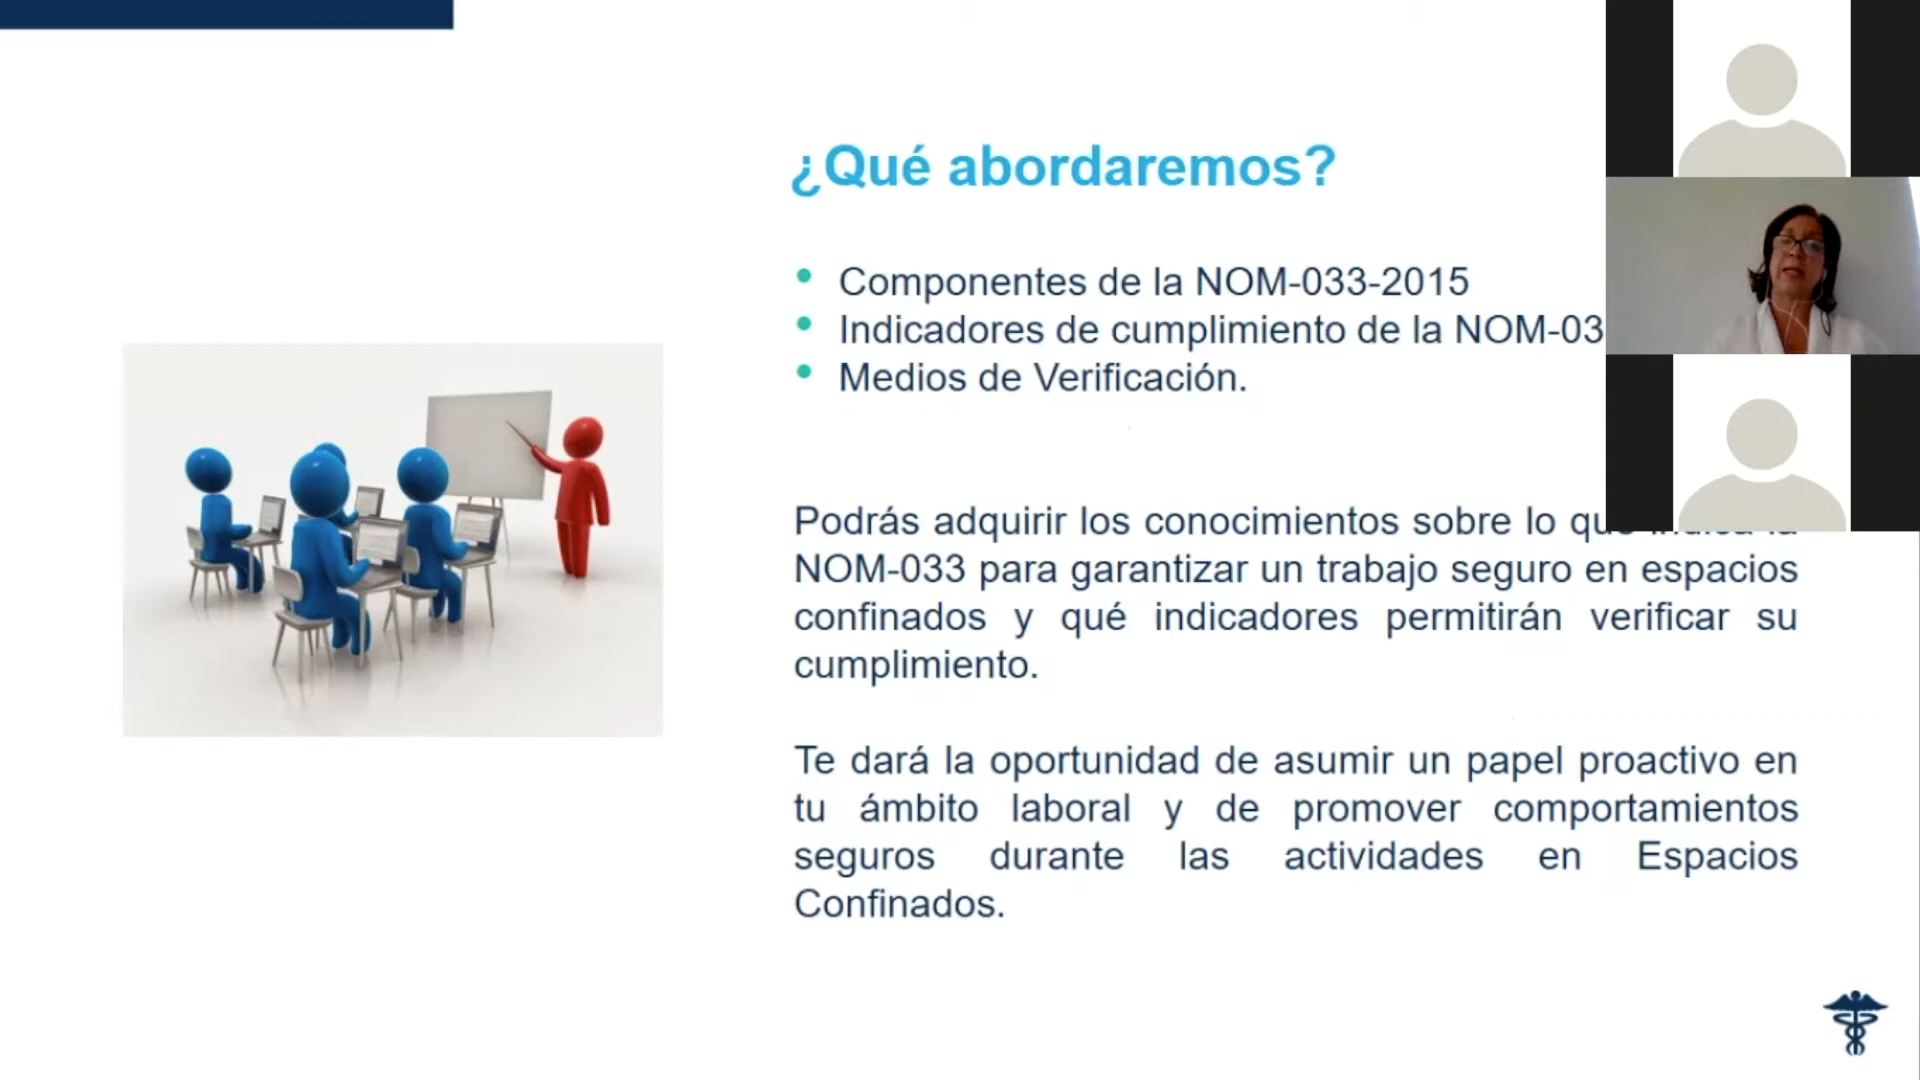 ¿Qué abordaremos?
Componentes de la NOM-033-2015
Indicadores de cumplimiento de la NOM-03
Medios de Verificación.
Podrás adquirir los conocimientos sobre lo que indica la
NOM-033 para garantizar un trabajo seguro en espacios
confinados y qué indicadores permitirán verificar su
cumplimiento.
Te dará la oportunidad de asumir un papel proactivo en
tu ámbito laboral y de promover comportamientos
seguros durante las actividades en Espacios
Confinados.